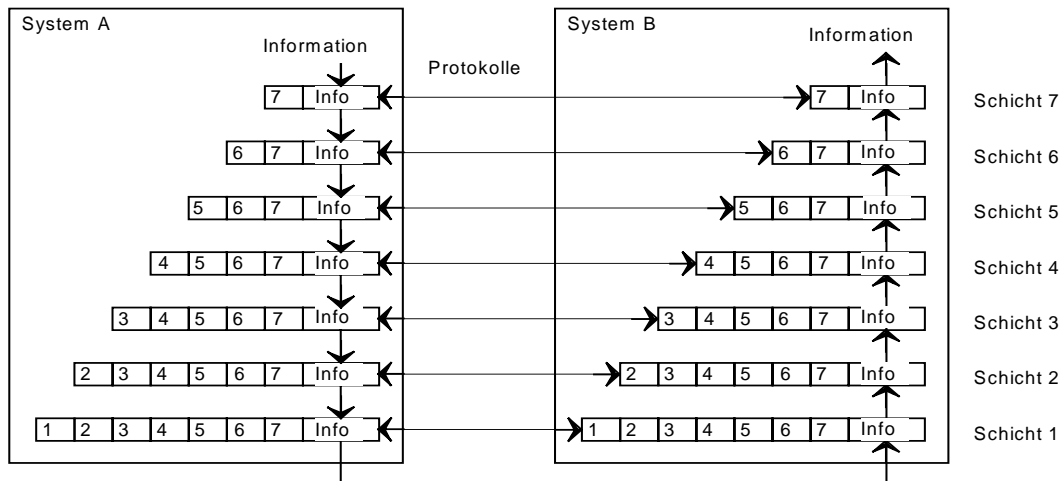 System A
System B
Information
Information
Protokolle
7 Info
7 Info
Schicht 7
6 7 Info
6 7 Info
Schicht 6
5 6 7 Info
5 6 7 Info
Schicht 5
4 5 6 7 Info
4 5 6 7 Info
Schicht 4
3 4 5 6 7 Info
3 4 5 6 7 Info
Schicht 3
2 3 4 5 6 7 Info
2 3 4 5 6 7 Info
Schicht 2
1 2 3 4 5 6 7 Info
1 2 3 4 5 6 7 Info
Schicht 1